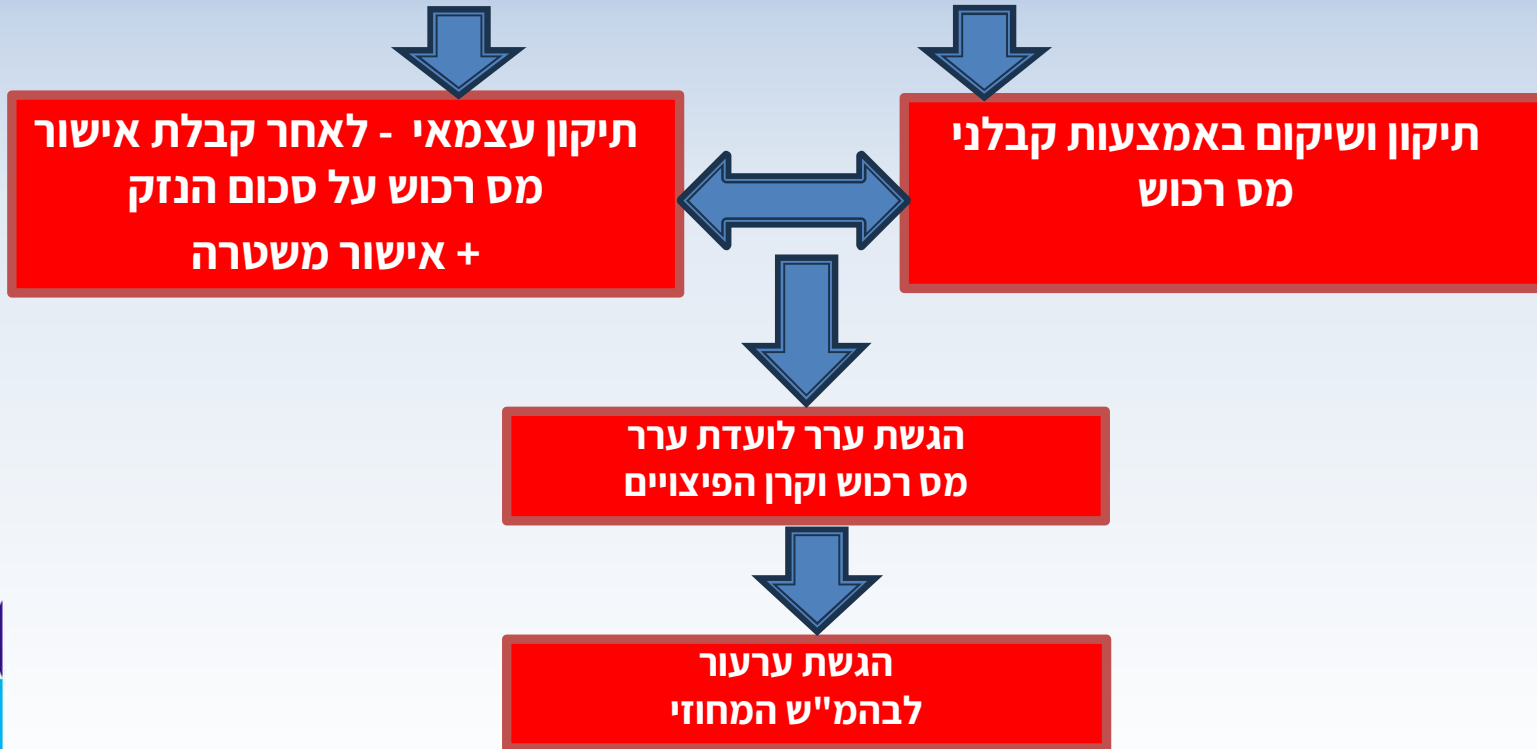 תיקון ושיקום באמצעות קבלני
מס רכוש
תיקון עצמאי - לאחר קבלת אישור
מס רכוש על סכום הנזק
+ אישור משטרה
הגשת ערר לועדת ערר
מס רכוש וקרן הפיצויים
הגשת ערעור
לבהמ"ש המחוזי